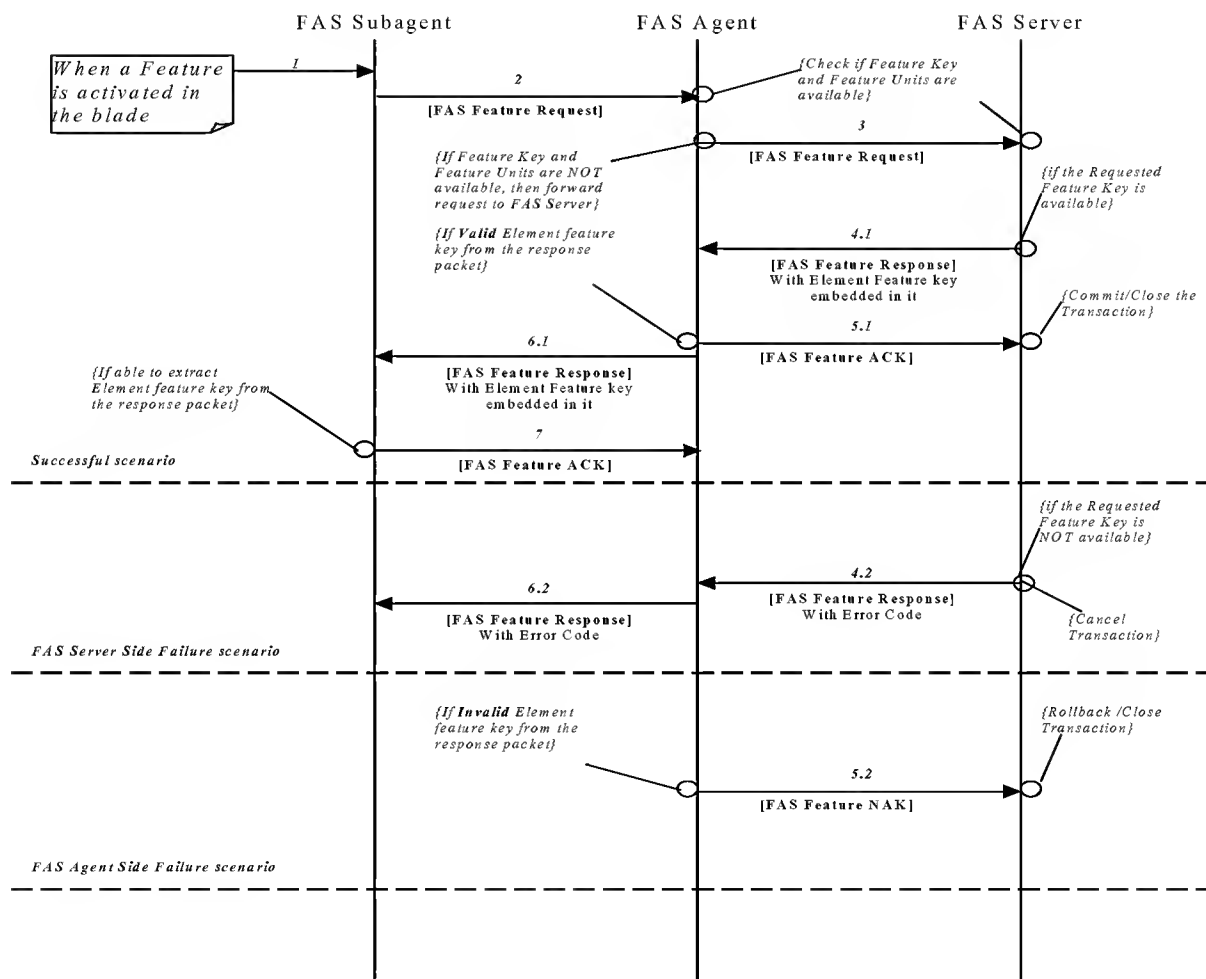 FAS Subagent
FAS Agent
FAS Server
When a Feature
is activated in
the blade
1
2
[FAS Feature Request]
{Check if Feature Key
and Feature Units are
available}
3
[FAS Feature Request]
{If Feature Key and
Feature Units are NOT
available, then forward
request to FAS Server}
{if the Requested
Feature Key is
available}
{If Valid Element feature
key from the response
packet}
4.1
[FAS Feature Response]
With Element Feature key
embedded in it
{Commit/Close the
Transaction}
5.1
[FAS Feature ACK]
6.1
[FAS Feature Response]
With Element Feature key
embedded in it
{If able to extract
Element feature key from
the response packet}
7
[FAS Feature ACK]
Successful scenario
{if the Requested
Feature Key is
NOT available}
4.2
[FAS Feature Response]
With Error Code
6.2
[FAS Feature Response]
With Error Code
{Cancel
Transaction}
FAS Server Side Failure scenario
{If Invalid Element
feature key from the
response packet}
{Rollback /Close
Transaction}
5.2
[FAS Feature NAK]
FAS Agent Side Failure scenario